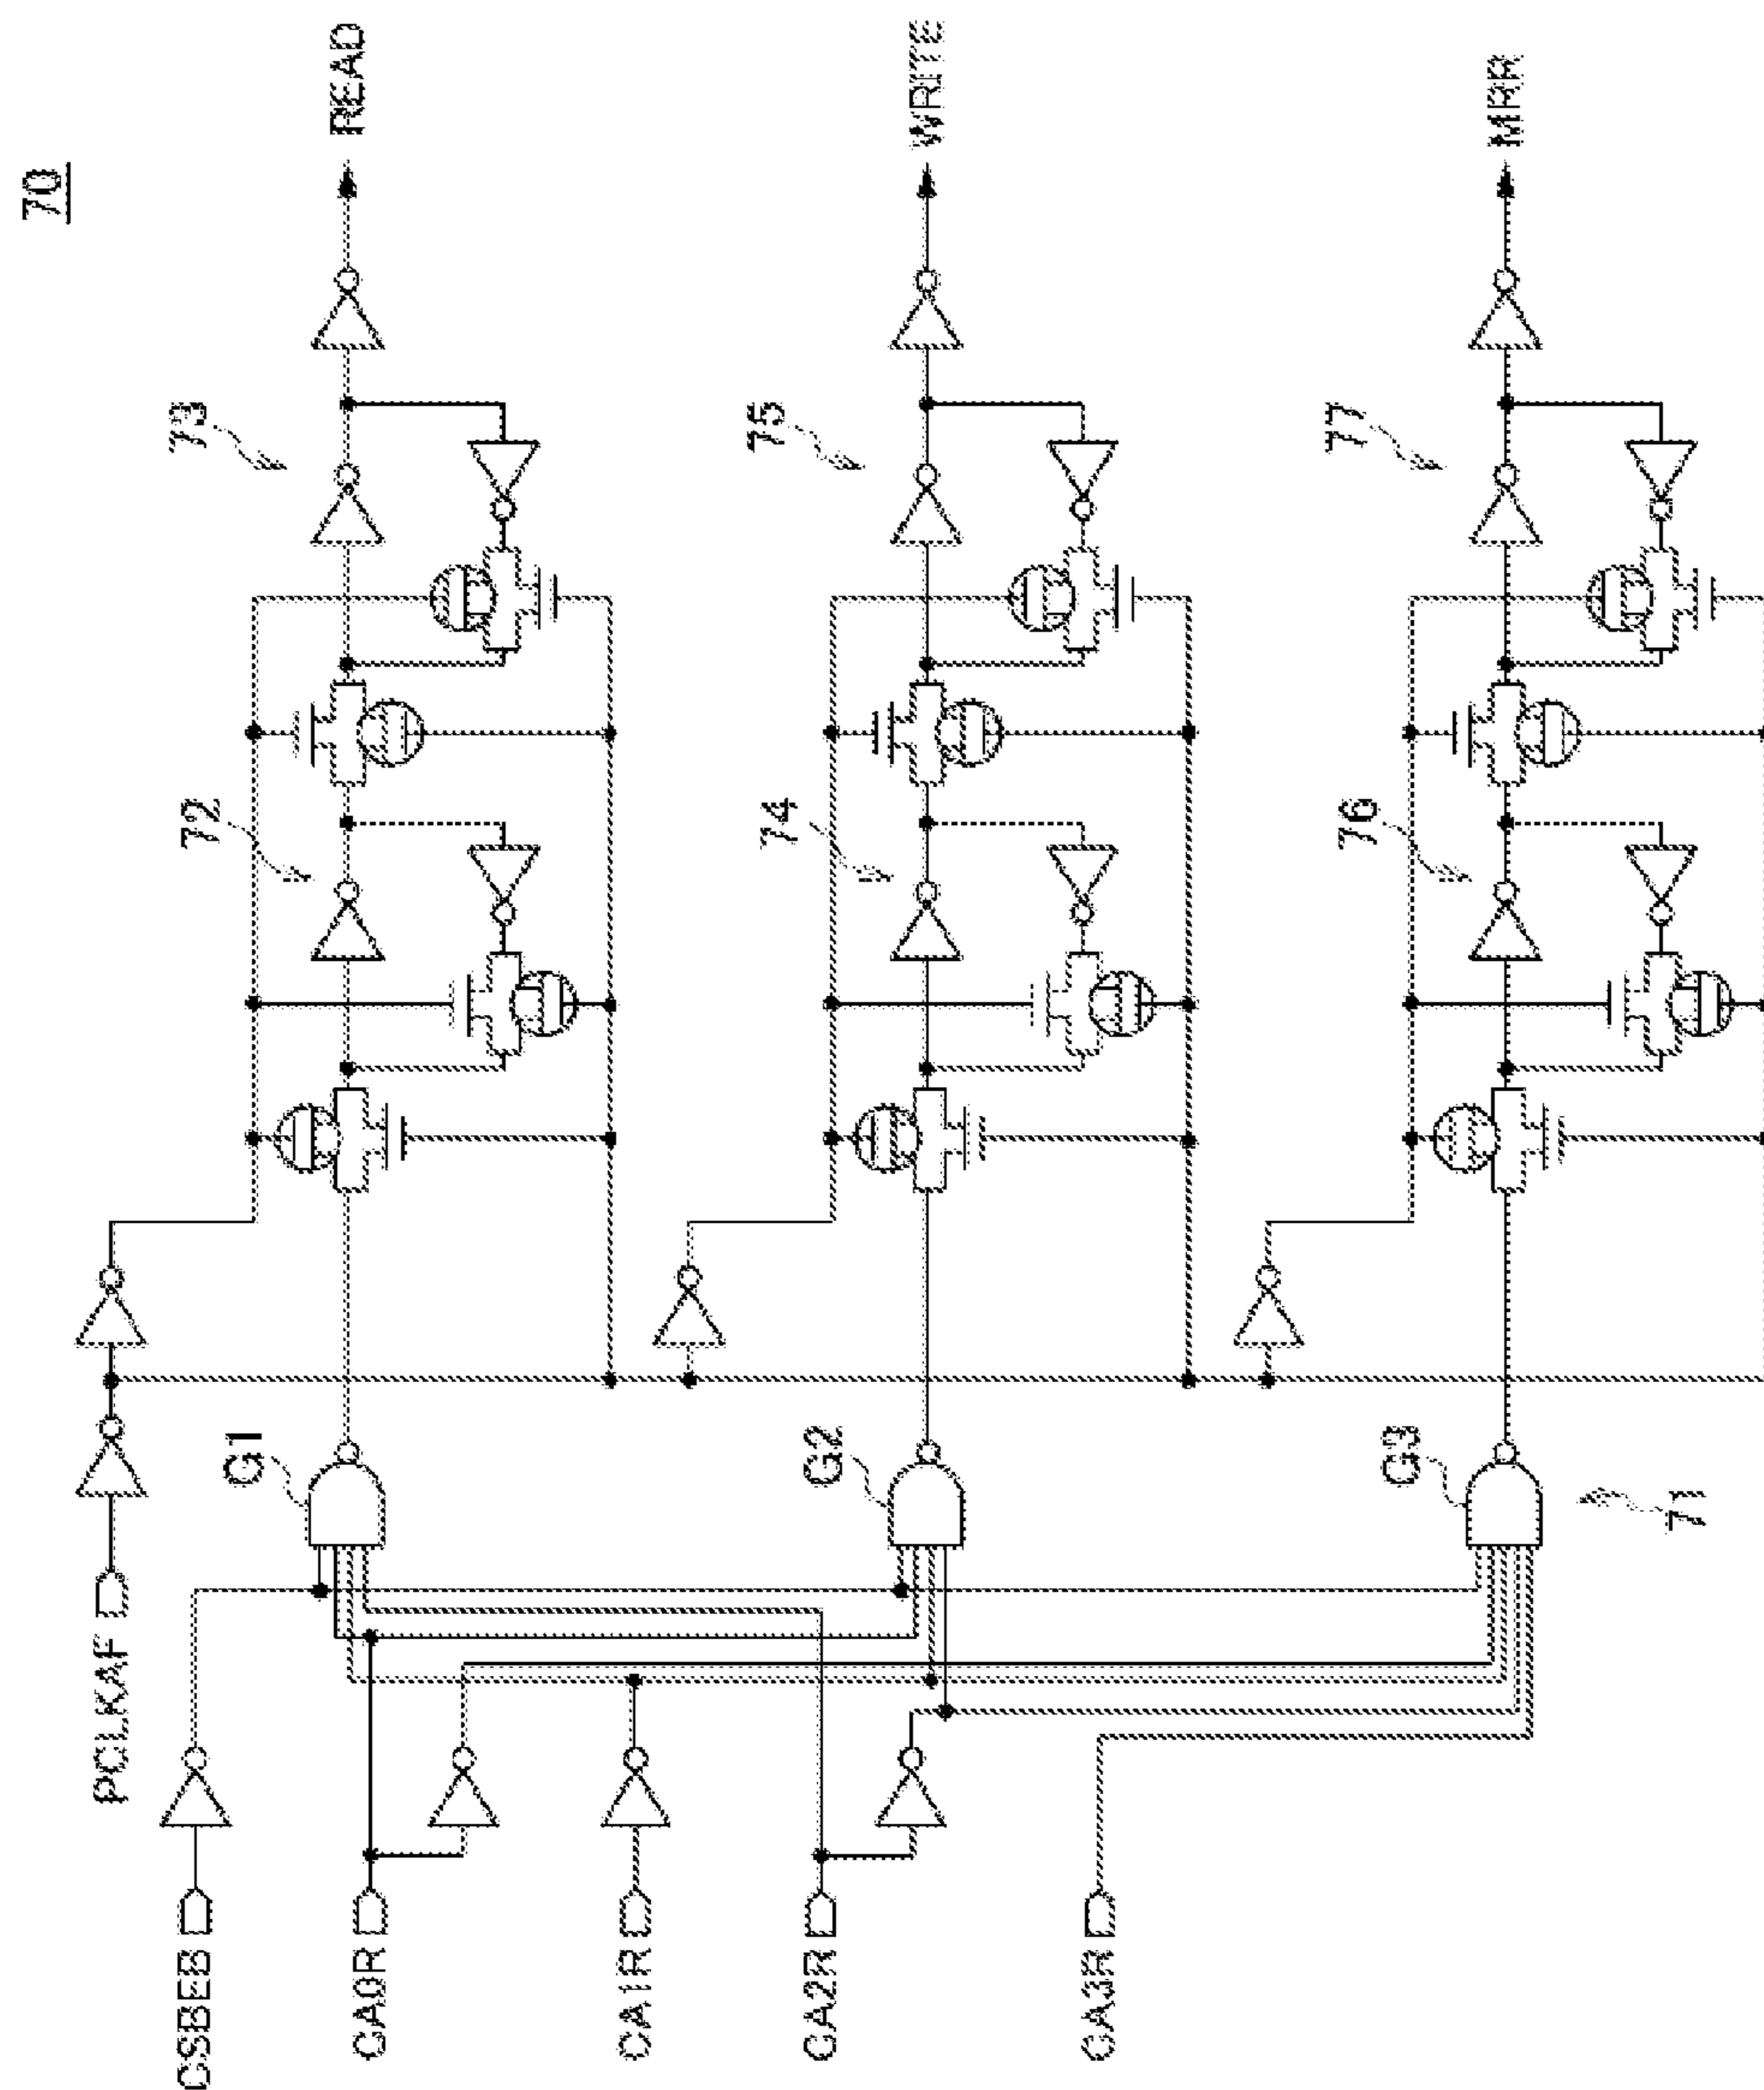 70
PCLKAF
CSBEB
CA0R
CA1R
CA2R
CA3R
G1
G2
G3
71
72
73
74
75
76
77
READ
WRITE
MRR